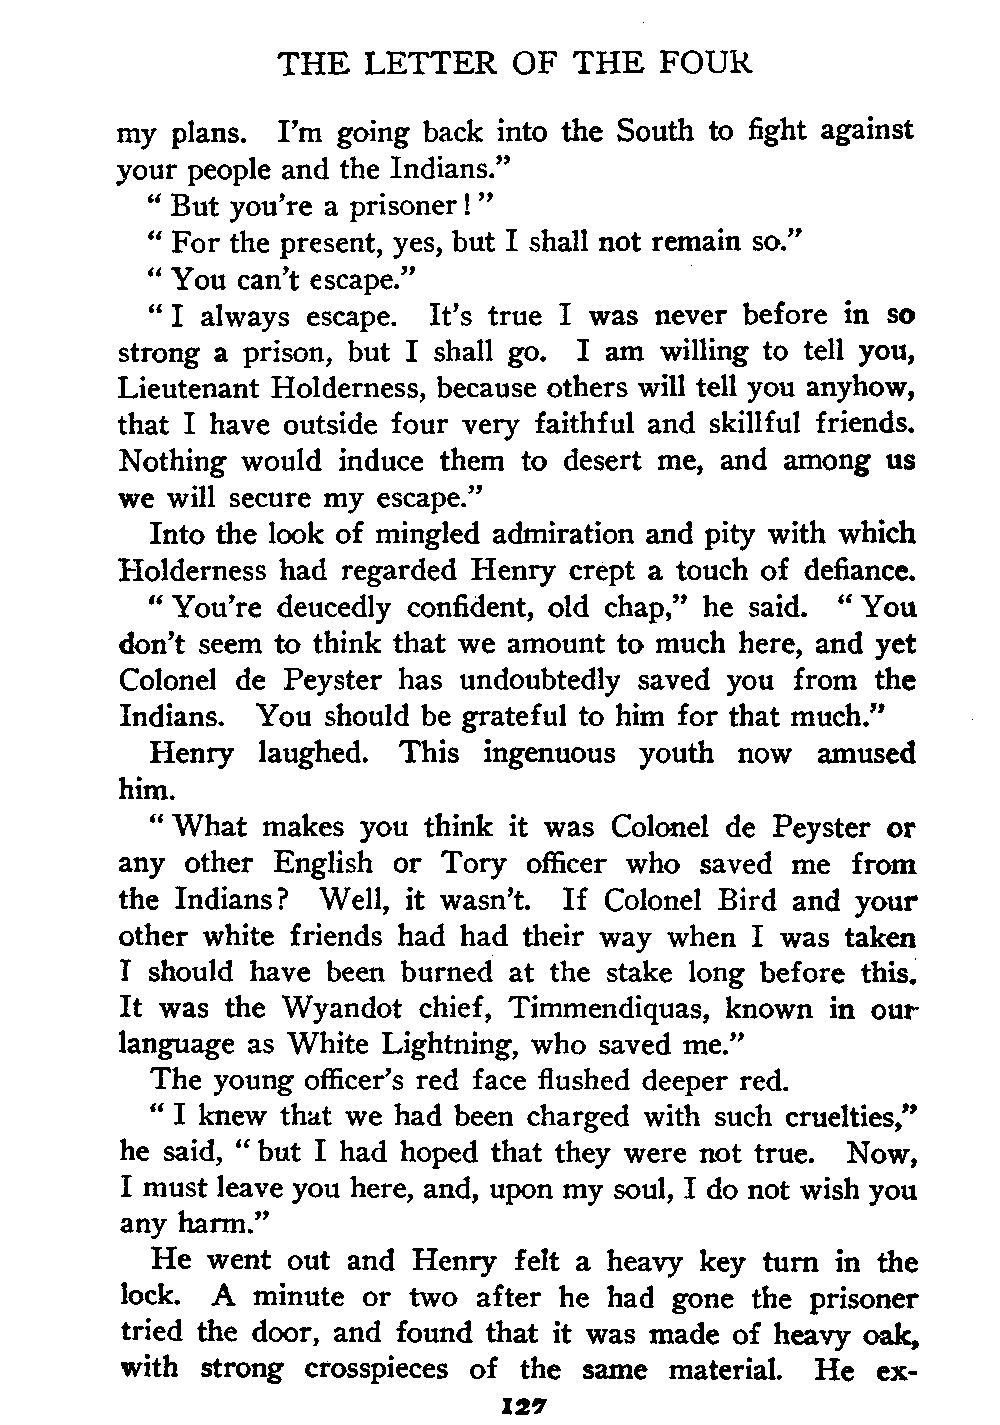 THE LETTER OF THE FOUR
my plans. I'm going back into the South to fight against
your people and the Indians."
" But you're a prisoner! "
" For the present, yes, but I shall not remain so."
" You can't escape."
" I always escape. It's true I was never before in so
strong a prison, but I shall go. I am willing to tell you,
Lieutenant Holderness, because others will tell you anyhow,
that I have outside four very faithful and skillful friends.
Nothing would induce them to desert me, and among us
we will secure my escape."
Into the look of mingled admiration and pity with which
Holderness had regarded Henry crept a touch of defiance.
" You're deucedly confident, old chap," he said. " You
don't seem to think that we amount to much here, and yet
Colonel de Peyster has undoubtedly saved you from the
Indians. You should be grateful to him for that much."
Henry laughed. This ingenuous youth now amused
him.
" What makes you think it was Colonel de Peyster or
any other English or Tory officer who saved me from
the Indians? Well, it wasn't. If Colonel Bird and your
other white friends had had their way when I was taken
I should have been burned at the stake long before this.
It was the Wyandot chief, Timmendiquas, known in our
language as White Lightning, who saved me."
The young officer's red face flushed deeper red.
" I knew that we had been charged with such cruelties,"
he said, " but I had hoped that they were not true. Now,
I must leave you here, and, upon my soul, I do not wish you
any harm."
He went out and Henry felt a heavy key turn in the
lock. A minute or two after he had gone the prisoner
tried the door, and found that it was made of heavy oak,
with strong crosspieces of the same material. He ex-
127